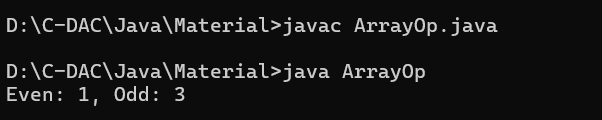 D:\C-DAC\Java\Material>javac ArrayOp.java
D:\C-DAC\Java\Material>java ArrayOp
Even: 1, Odd: 3